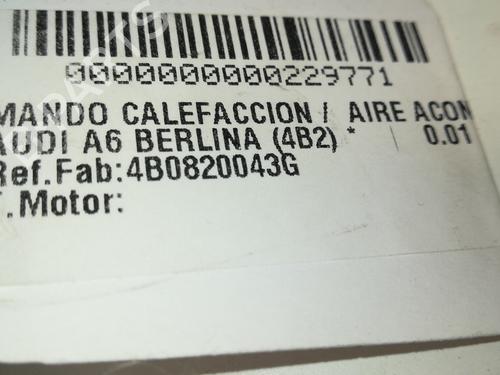 0000000000229771
MANDO CALEFACCION / AIRE ACON
AUDI A6 BERLINA (4B2) * 0.01
Ref.Fab:4B0820043G
T.Motor: